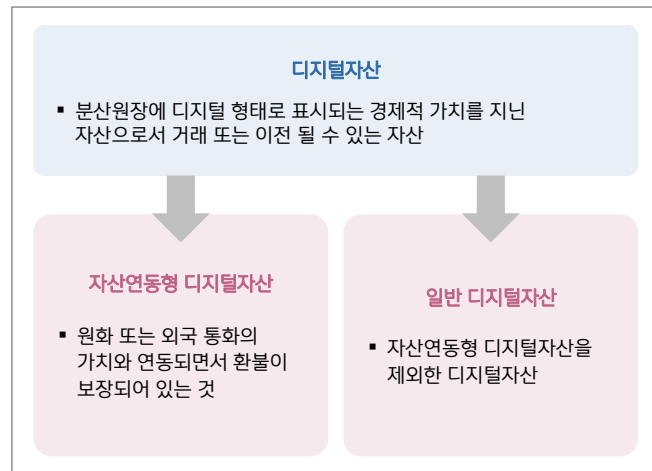 디지털자산
▪ 분산원장에 디지털 형태로 표시되는 경제적 가치를 지닌
자산으로서 거래 또는 이전 될 수 있는 자산
자산연동형 디지털자산
▪ 원화 또는 외국 통화의
가치와 연동되면서 환불이
보장되어 있는 것
일반 디지털자산
▪ 자산연동형 디지털자산을
제외한 디지털자산